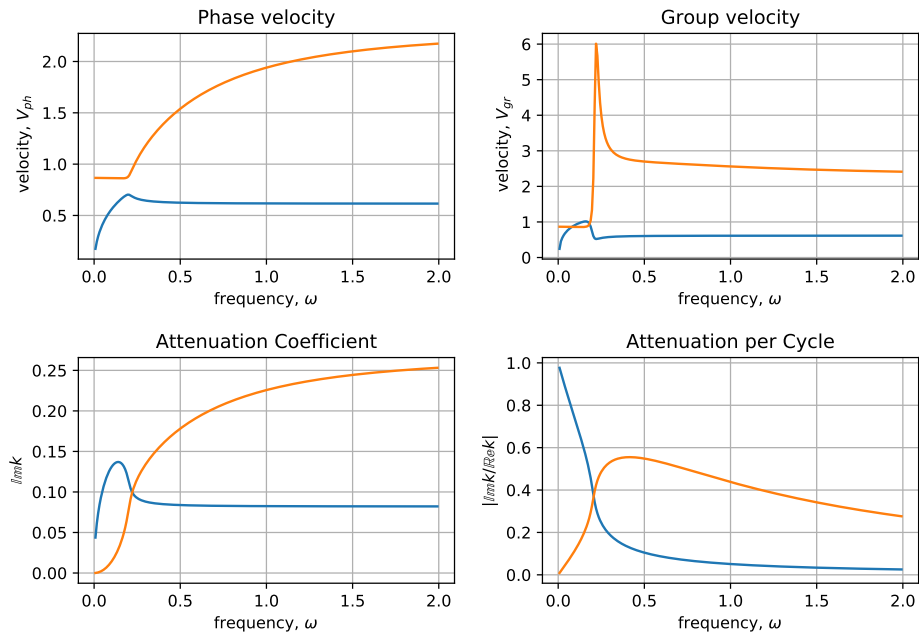 Phase velocity
velocity, V_ph
2.0
1.5
1.0
0.5
0.0 0.5 1.0 1.5 2.0
frequency, ω
Group velocity
velocity, V_gr
6
5
4
3
2
1
0
0.0 0.5 1.0 1.5 2.0
frequency, ω
Attenuation Coefficient
𝕀𝕞k
0.25
0.20
0.15
0.10
0.05
0.00
0.0 0.5 1.0 1.5 2.0
frequency, ω
Attenuation per Cycle
|𝕀𝕞k/ℝ𝕖k|
1.0
0.8
0.6
0.4
0.2
0.0
0.0 0.5 1.0 1.5 2.0
frequency, ω